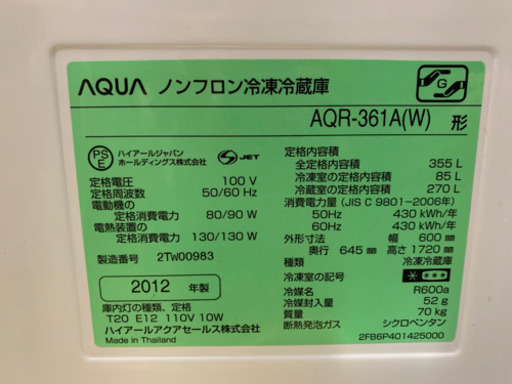 AQUA ノンフロン冷凍冷蔵庫
G
AQR-361A(W) 形
PS E ハイアールジャパン ホールディングス株式会社 S JET
定格電圧 100 V
定格周波数 50/60 Hz
電動機の
定格消費電力 80/90 W
電熱装置の
定格消費電力 130/130 W
製造番号 2TW00983
2012 年製
庫内灯の種類、定格
T20 E12 110V 10W
ハイアールアクアセールス株式会社
Made in Thailand
定格内容積
全定格内容積 355 L
冷凍室の定格内容積 85 L
冷蔵室の定格内容積 270 L
消費電力量 (JIS C 9801-2006年)
50Hz 430 kWh/年
60Hz 430 kWh/年
外形寸法 幅 600 mm
奥行 645 mm 高さ 1720 mm
種類 冷凍冷蔵庫
冷凍室の記号
冷媒名 R600a
冷媒封入量 52 g
質量 70 kg
断熱発泡ガス シクロペンタン
2FB6P401425000